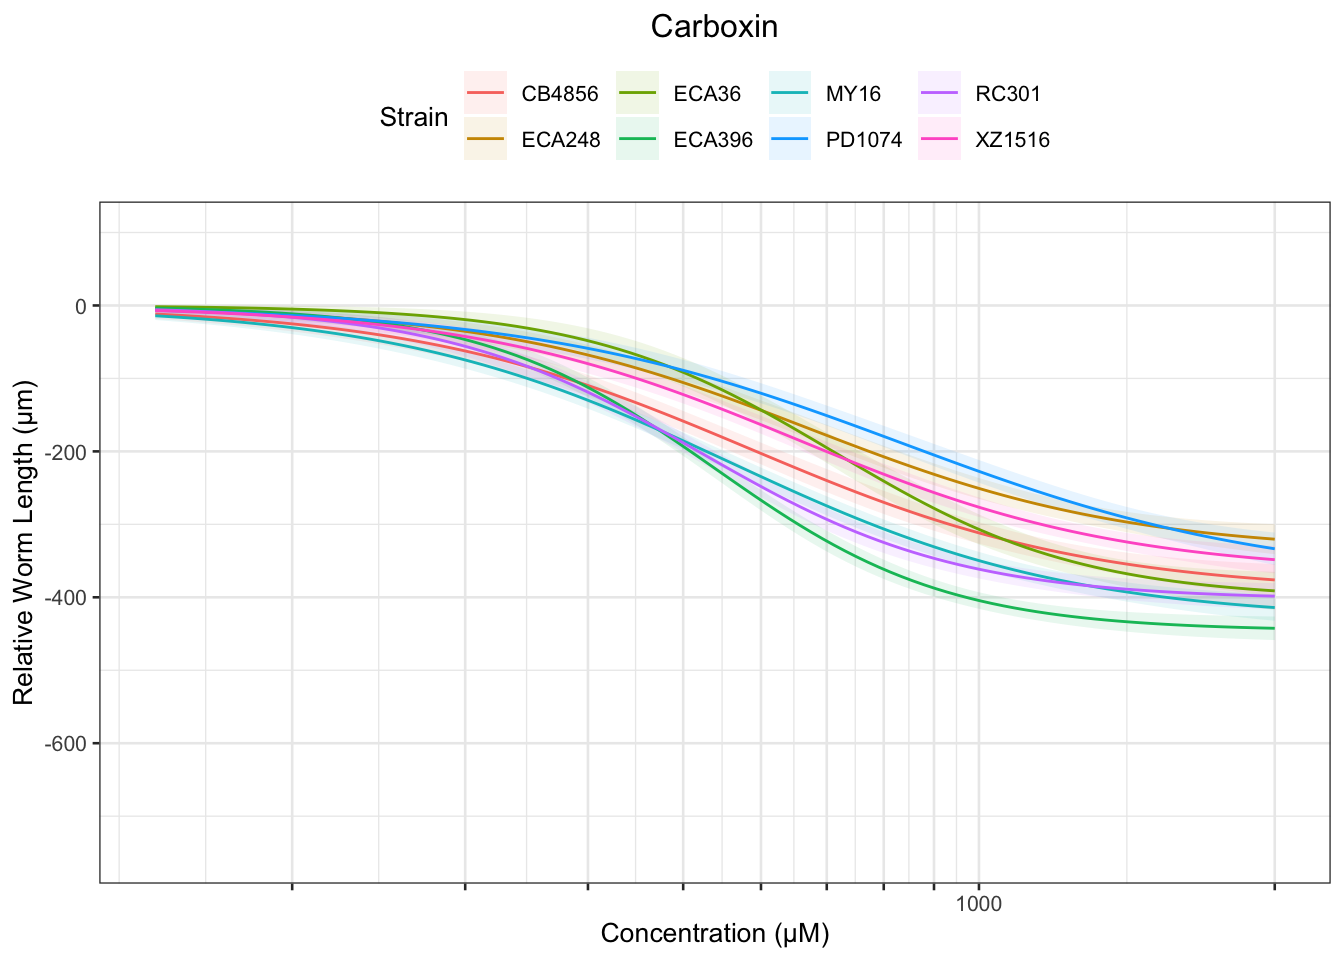 Carboxin
Strain
CB4856 ECA36 MY16 RC301
ECA248 ECA396 PD1074 XZ1516
Relative Worm Length (µm)
0
-200
-400
-600
1000
Concentration (µM)